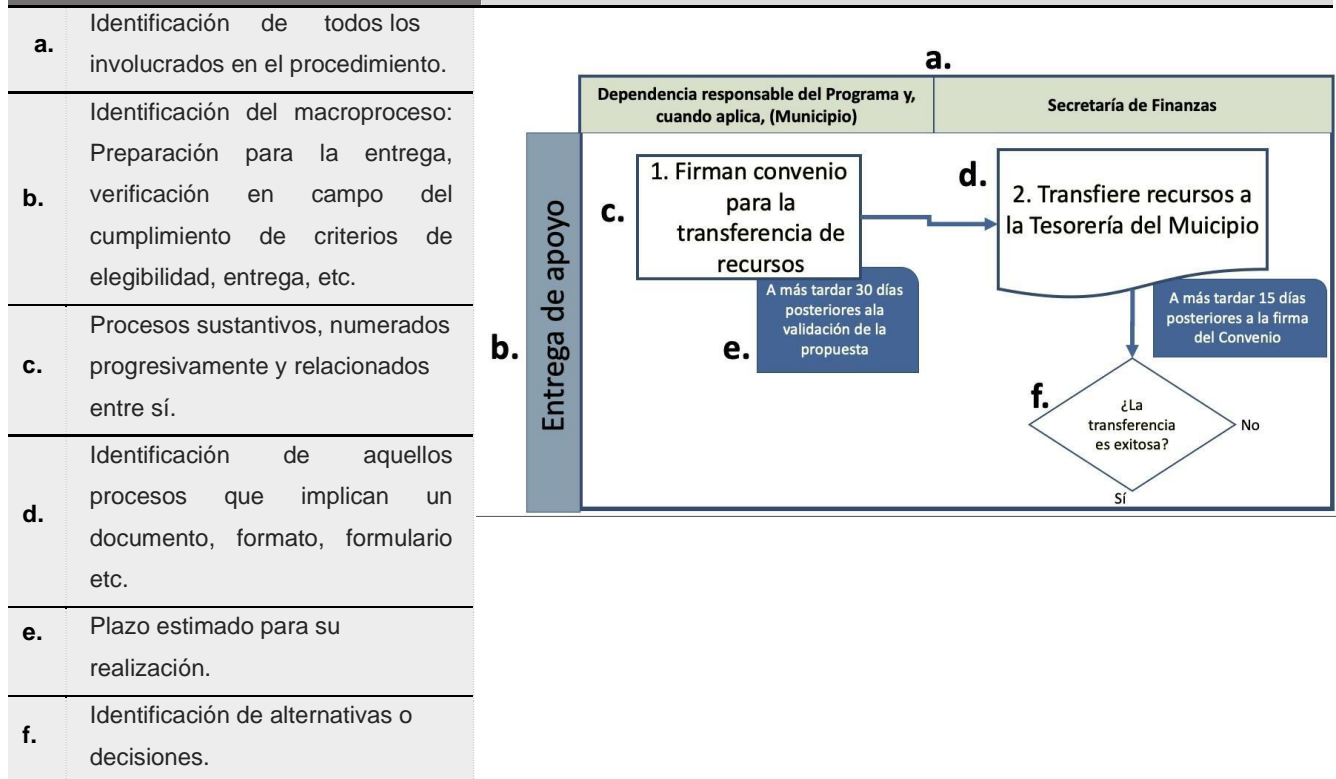 a.
Identificación de todos los
involucrados en el procedimiento.
b.
Identificación del macroproceso:
Preparación para la entrega,
verificación en campo del
cumplimiento de criterios de
elegibilidad, entrega, etc.
c.
Procesos sustantivos, numerados
progresivamente y relacionados
entre sí.
d.
Identificación de aquellos
procesos que implican un
documento, formato, formulario
etc.
e.
Plazo estimado para su
realización.
f.
Identificación de alternativas o
decisiones.
a.
Dependencia responsable del Programa y,
cuando aplica, (Municipio)
Secretaría de Finanzas
b.
Entrega de apoyo
c.
1. Firman convenio
para la
transferencia de
recursos
d.
2. Transfiere recursos a
la Tesorería del Muicipio
e.
A más tardar 30 días
posteriores ala
validación de la
propuesta
A más tardar 15 días
posteriores a la firma
del Convenio
f.
¿La
transferencia
es exitosa?
No
Sí